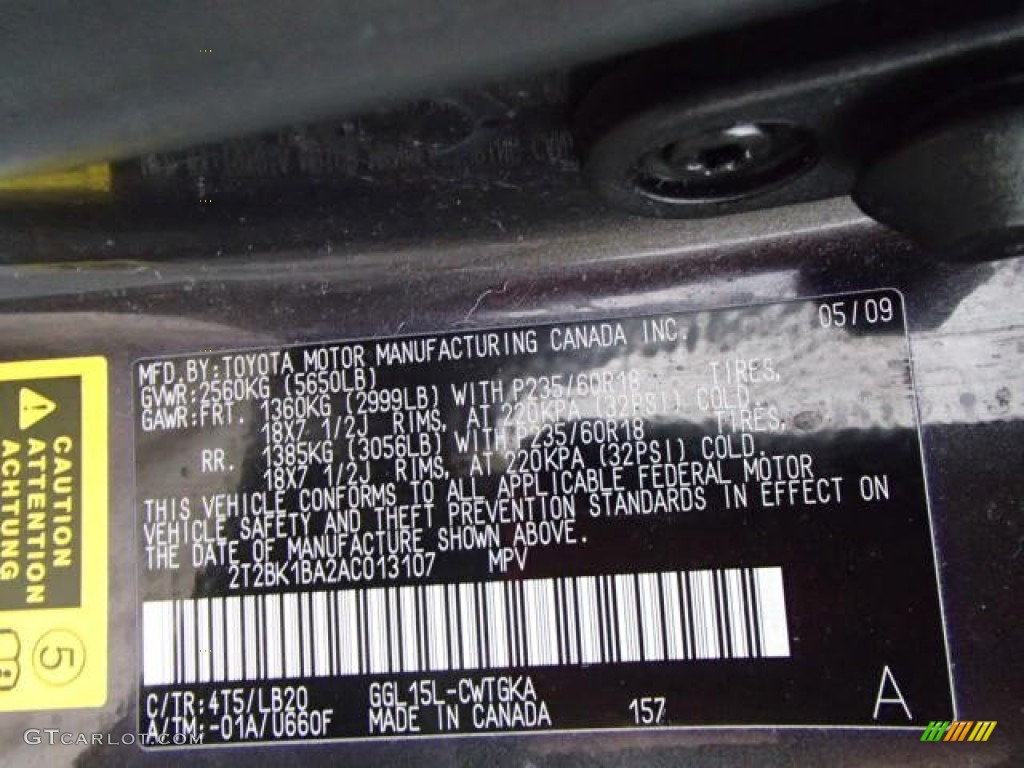 MFD. BY: TOYOTA MOTOR MANUFACTURING CANADA INC. 05/09
GVWR: 2560KG (5650LB)
GAWR: FRT. 1360KG (2999LB) WITH P235/60R18 TIRES,
18X7 1/2J RIMS, AT 220KPA (32PSI) COLD.
RR. 1385KG (3056LB) WITH P235/60R18 TIRES,
18X7 1/2J RIMS, AT 220KPA (32PSI) COLD.
THIS VEHICLE CONFORMS TO ALL APPLICABLE FEDERAL MOTOR
VEHICLE SAFETY AND THEFT PREVENTION STANDARDS IN EFFECT ON
THE DATE OF MANUFACTURE SHOWN ABOVE.
2T2BK1BA2AC013107 MPV
C/TR: 4T5/LB20 GGL15L-CWTGKA
A/TM: -01A/U660F MADE IN CANADA 157 A
CAUTION
ATTENTION
ACHTUNG
5
GTCARLOT.COM